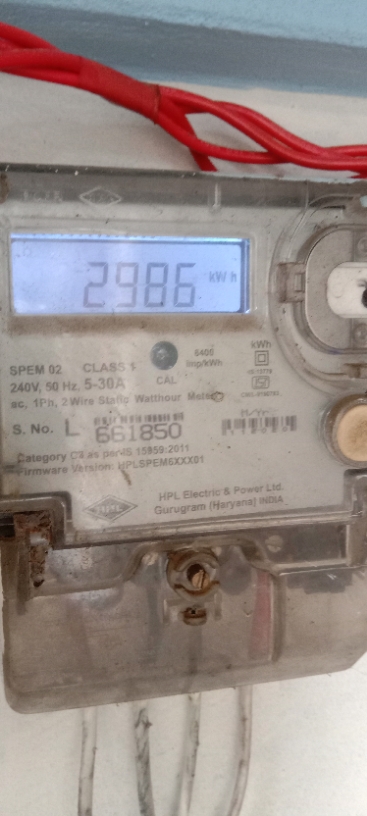 2986 kWh
SPEM 02 CLASS 1
6400 imp/kWh
kWh
240V, 50 Hz, 5-30A
CAL
ac, 1Ph, 2 Wire Static Watthour Meter
S. No. L 661850
Category C3 as per IS 15959:2011
Firmware Version: HPLSPEM6XXX01
HPL
HPL Electric & Power Ltd.
Gurugram (Haryana) INDIA